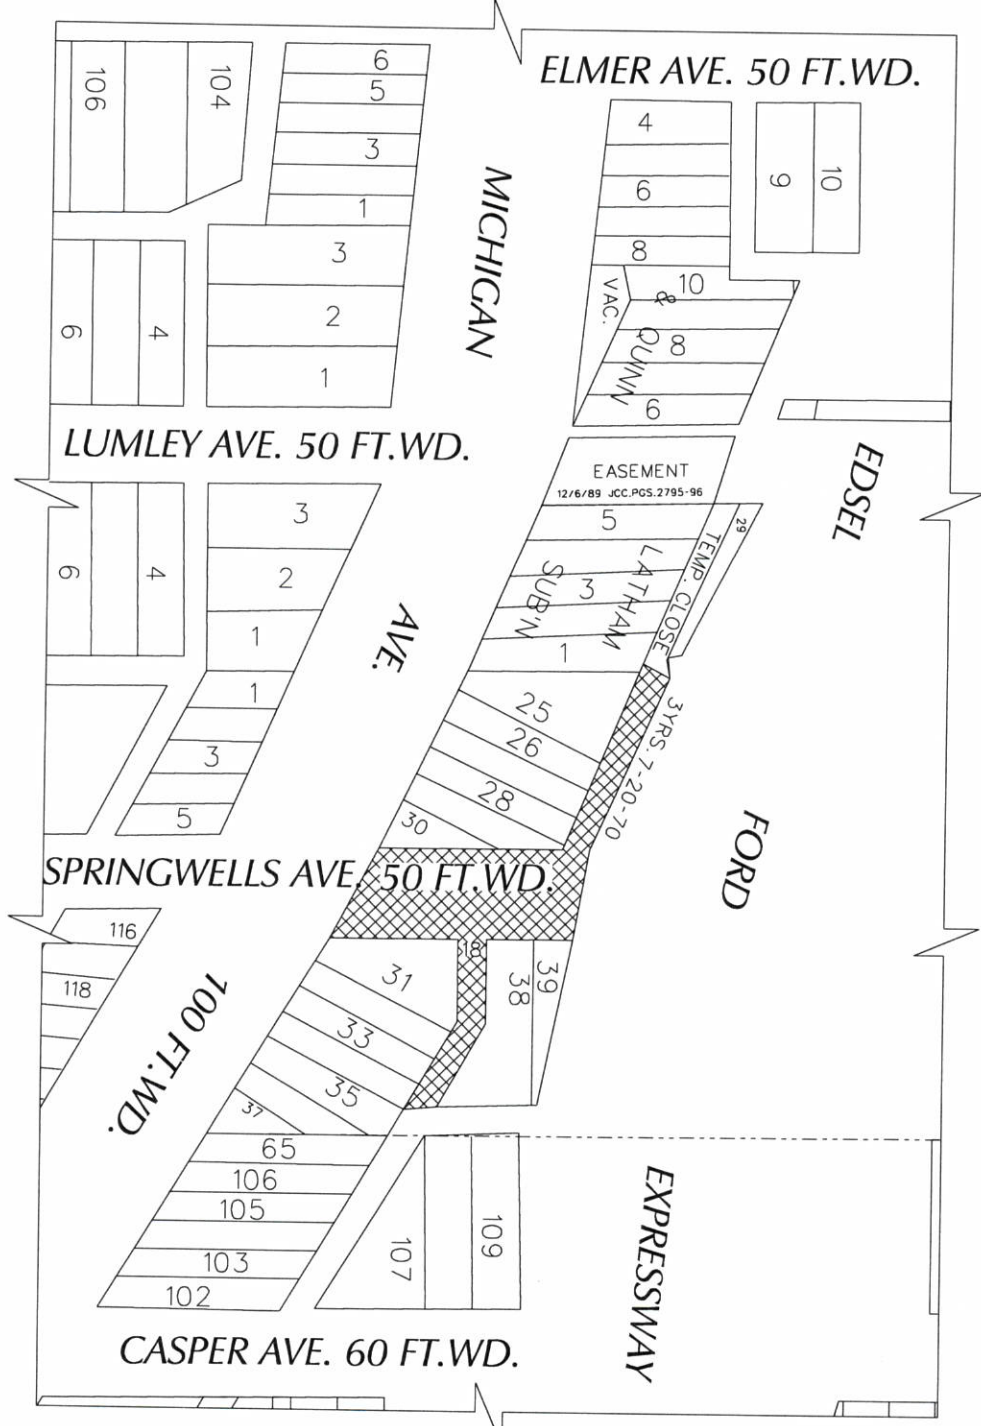 ELMER AVE. 50 FT.WD.
106
104
6
5
3
1
3
2
1
6
4
MICHIGAN
4
6
8
9
10
VAC.
10
&
QUINN
8
6
LUMLEY AVE. 50 FT.WD.
EASEMENT
12/6/89 JCC.PGS.2795-96
EDSEL
6
4
3
2
1
1
3
5
AVE.
5
3
1
LATHAM
SUB'N
29
TEMP. CLOSE
3YRS.7-20-70
25
26
28
30
FORD
SPRINGWELLS AVE. 50 FT.WD.
116
118
100 FT.WD.
18
31
33
35
37
38
39
65
106
105
103
102
107
109
EXPRESSWAY
CASPER AVE. 60 FT.WD.